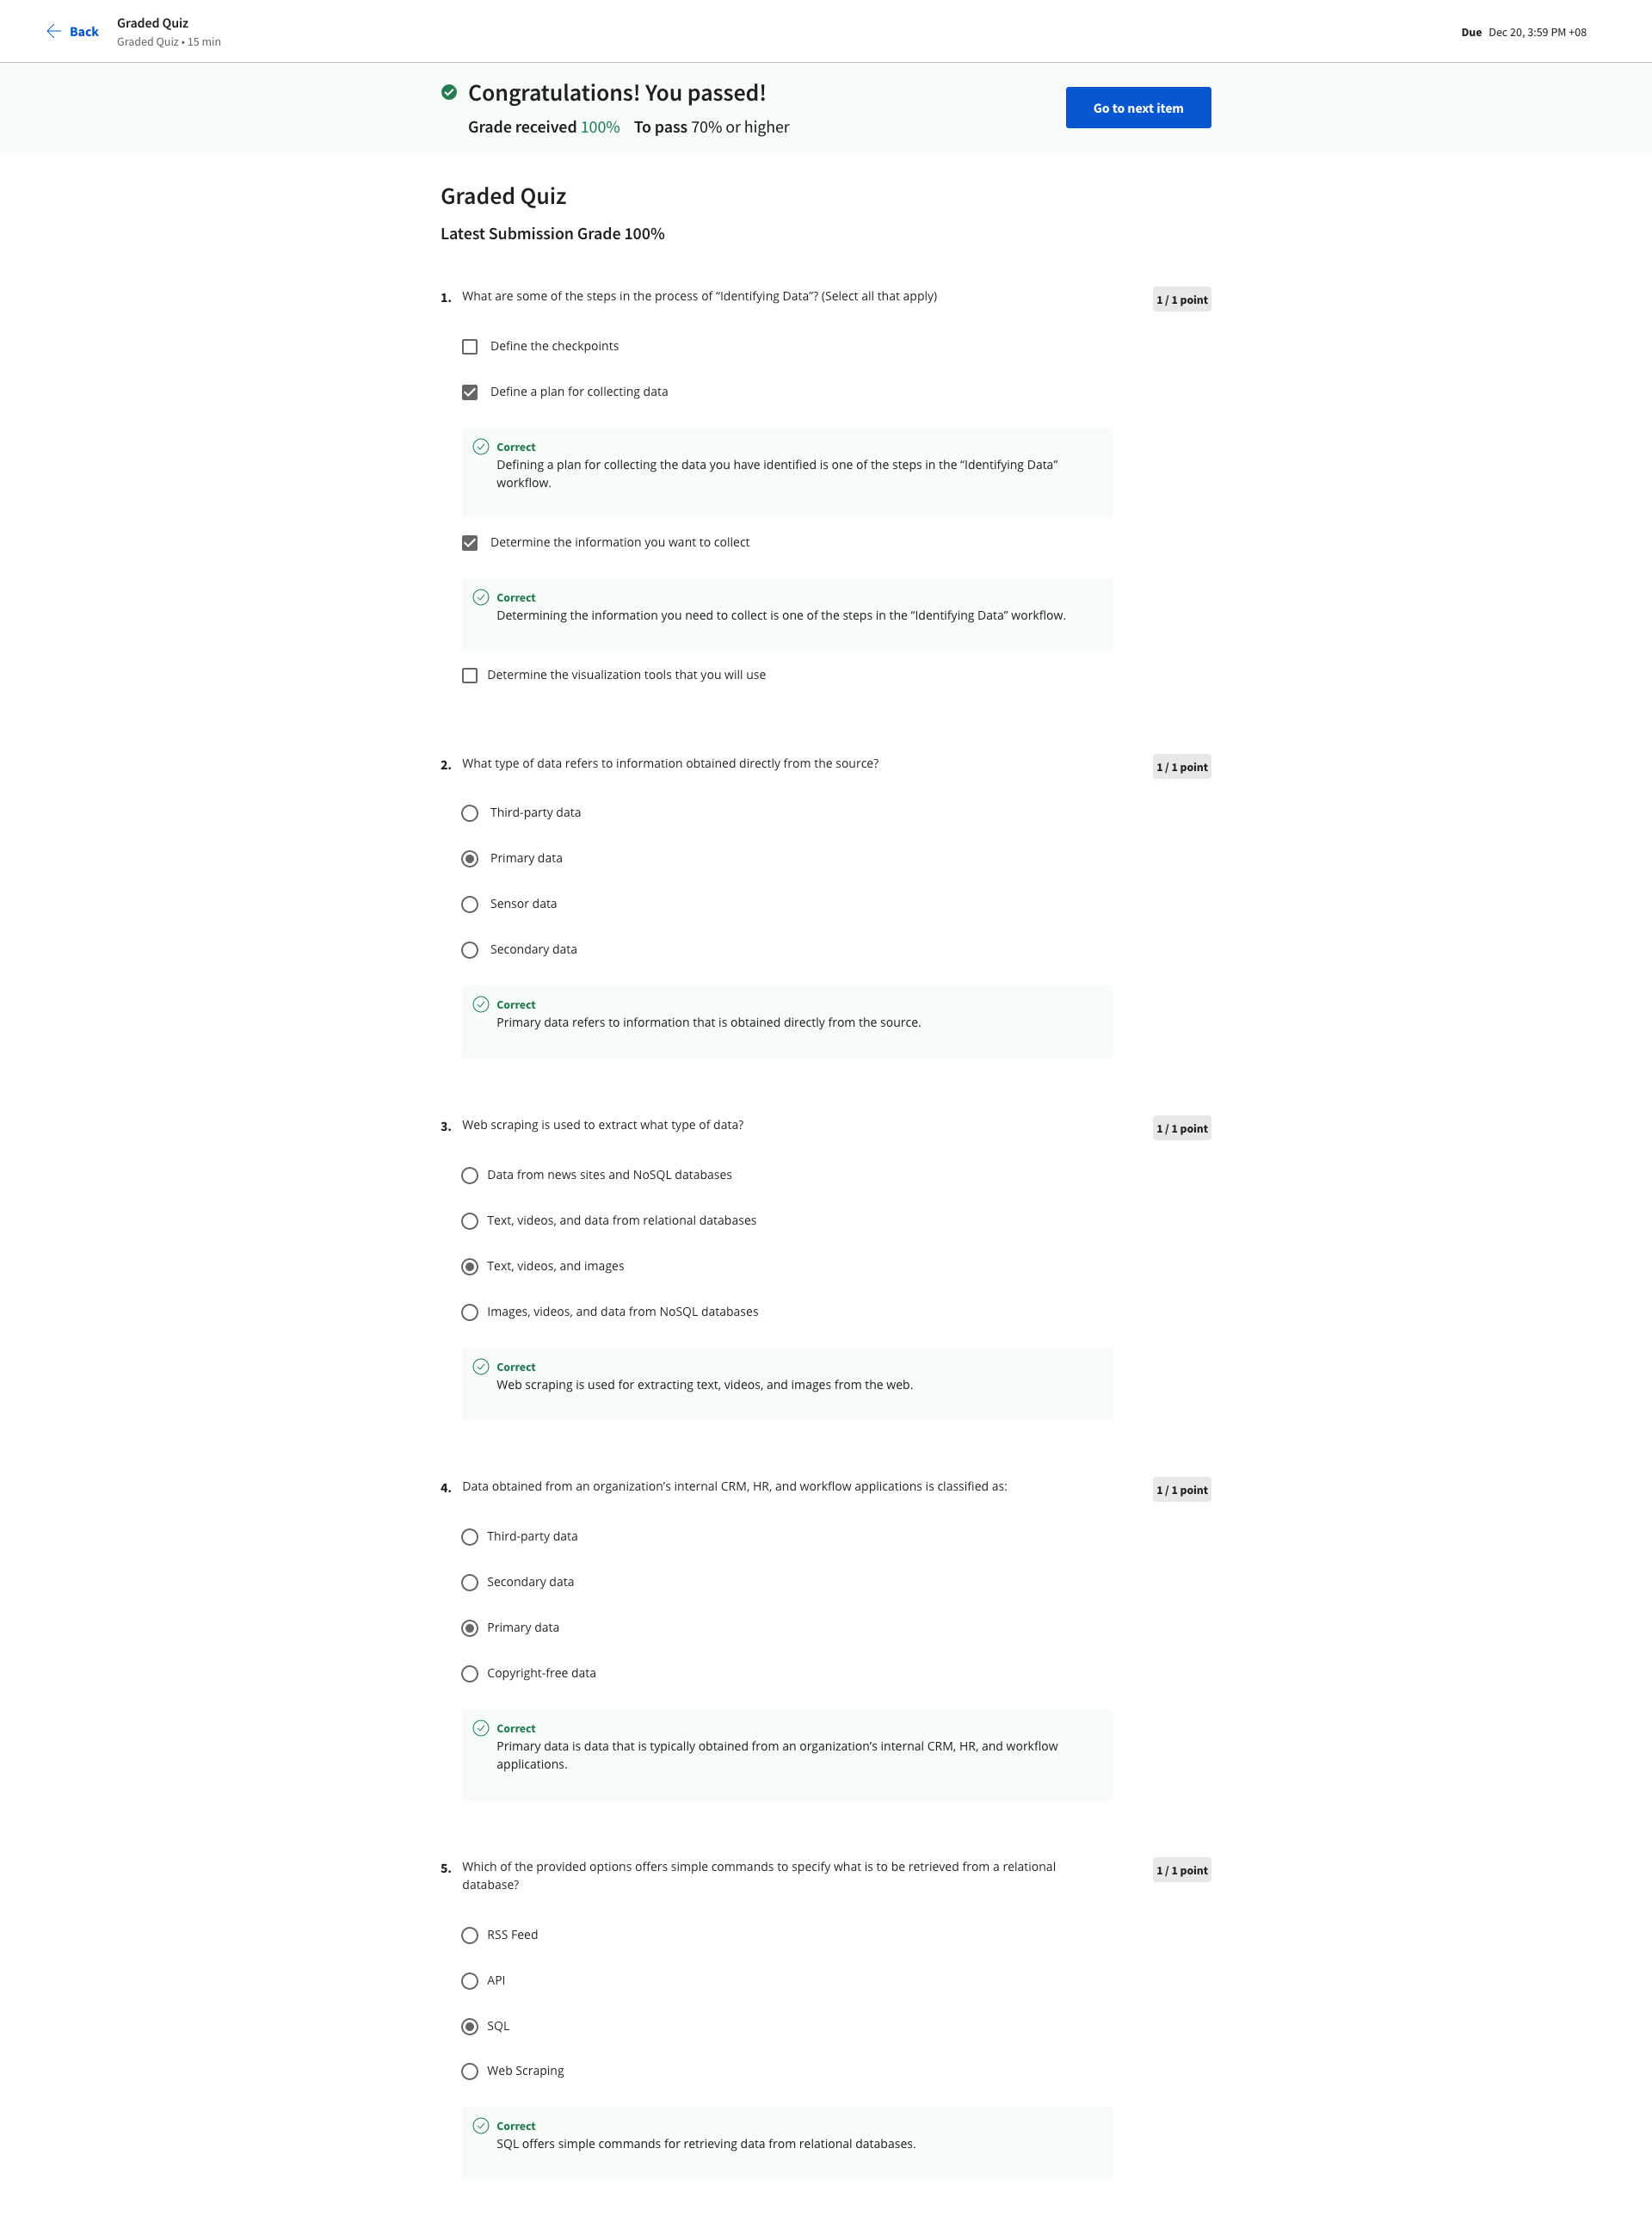 Back
Graded Quiz
Graded Quiz • 15 min
Due Dec 20, 3:59 PM +08
Congratulations! You passed!
Grade received 100% To pass 70% or higher
Go to next item
Graded Quiz
Latest Submission Grade 100%
1. What are some of the steps in the process of “Identifying Data”? (Select all that apply)
1 / 1 point
Define the checkpoints
Define a plan for collecting data
Correct
Defining a plan for collecting the data you have identified is one of the steps in the “Identifying Data”
workflow.
Determine the information you want to collect
Correct
Determining the information you need to collect is one of the steps in the “Identifying Data” workflow.
Determine the visualization tools that you will use
2. What type of data refers to information obtained directly from the source?
1 / 1 point
Third-party data
Primary data
Sensor data
Secondary data
Correct
Primary data refers to information that is obtained directly from the source.
3. Web scraping is used to extract what type of data?
1 / 1 point
Data from news sites and NoSQL databases
Text, videos, and data from relational databases
Text, videos, and images
Images, videos, and data from NoSQL databases
Correct
Web scraping is used for extracting text, videos, and images from the web.
4. Data obtained from an organization’s internal CRM, HR, and workflow applications is classified as:
1 / 1 point
Third-party data
Secondary data
Primary data
Copyright-free data
Correct
Primary data is data that is typically obtained from an organization’s internal CRM, HR, and workflow
applications.
5. Which of the provided options offers simple commands to specify what is to be retrieved from a relational
database?
1 / 1 point
RSS Feed
API
SQL
Web Scraping
Correct
SQL offers simple commands for retrieving data from relational databases.